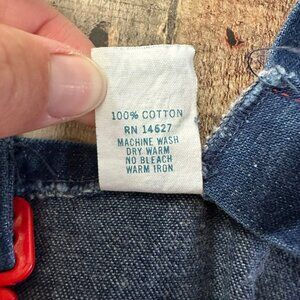 100% COTTON
RN 14627
MACHINE WASH
DRY WARM
NO BLEACH
WARM IRON